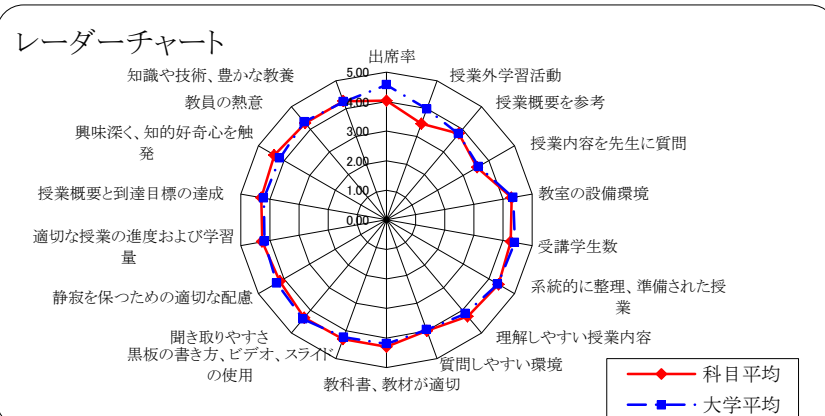 レーダーチャート
出席率
授業外学習活動
授業概要を参考
授業内容を先生に質問
教室の設備環境
受講学生数
系統的に整理、準備された授
業
理解しやすい授業内容
質問しやすい環境
教科書、教材が適切
黒板の書き方、ビデオ、スライド
の使用
聞き取りやすさ
静寂を保つための適切な配慮
適切な授業の進度および学習
量
授業概要と到達目標の達成
興味深く、知的好奇心を触
発
教員の熱意
知識や技術、豊かな教養
5.00
4.00
3.00
2.00
1.00
0.00
科目平均
大学平均